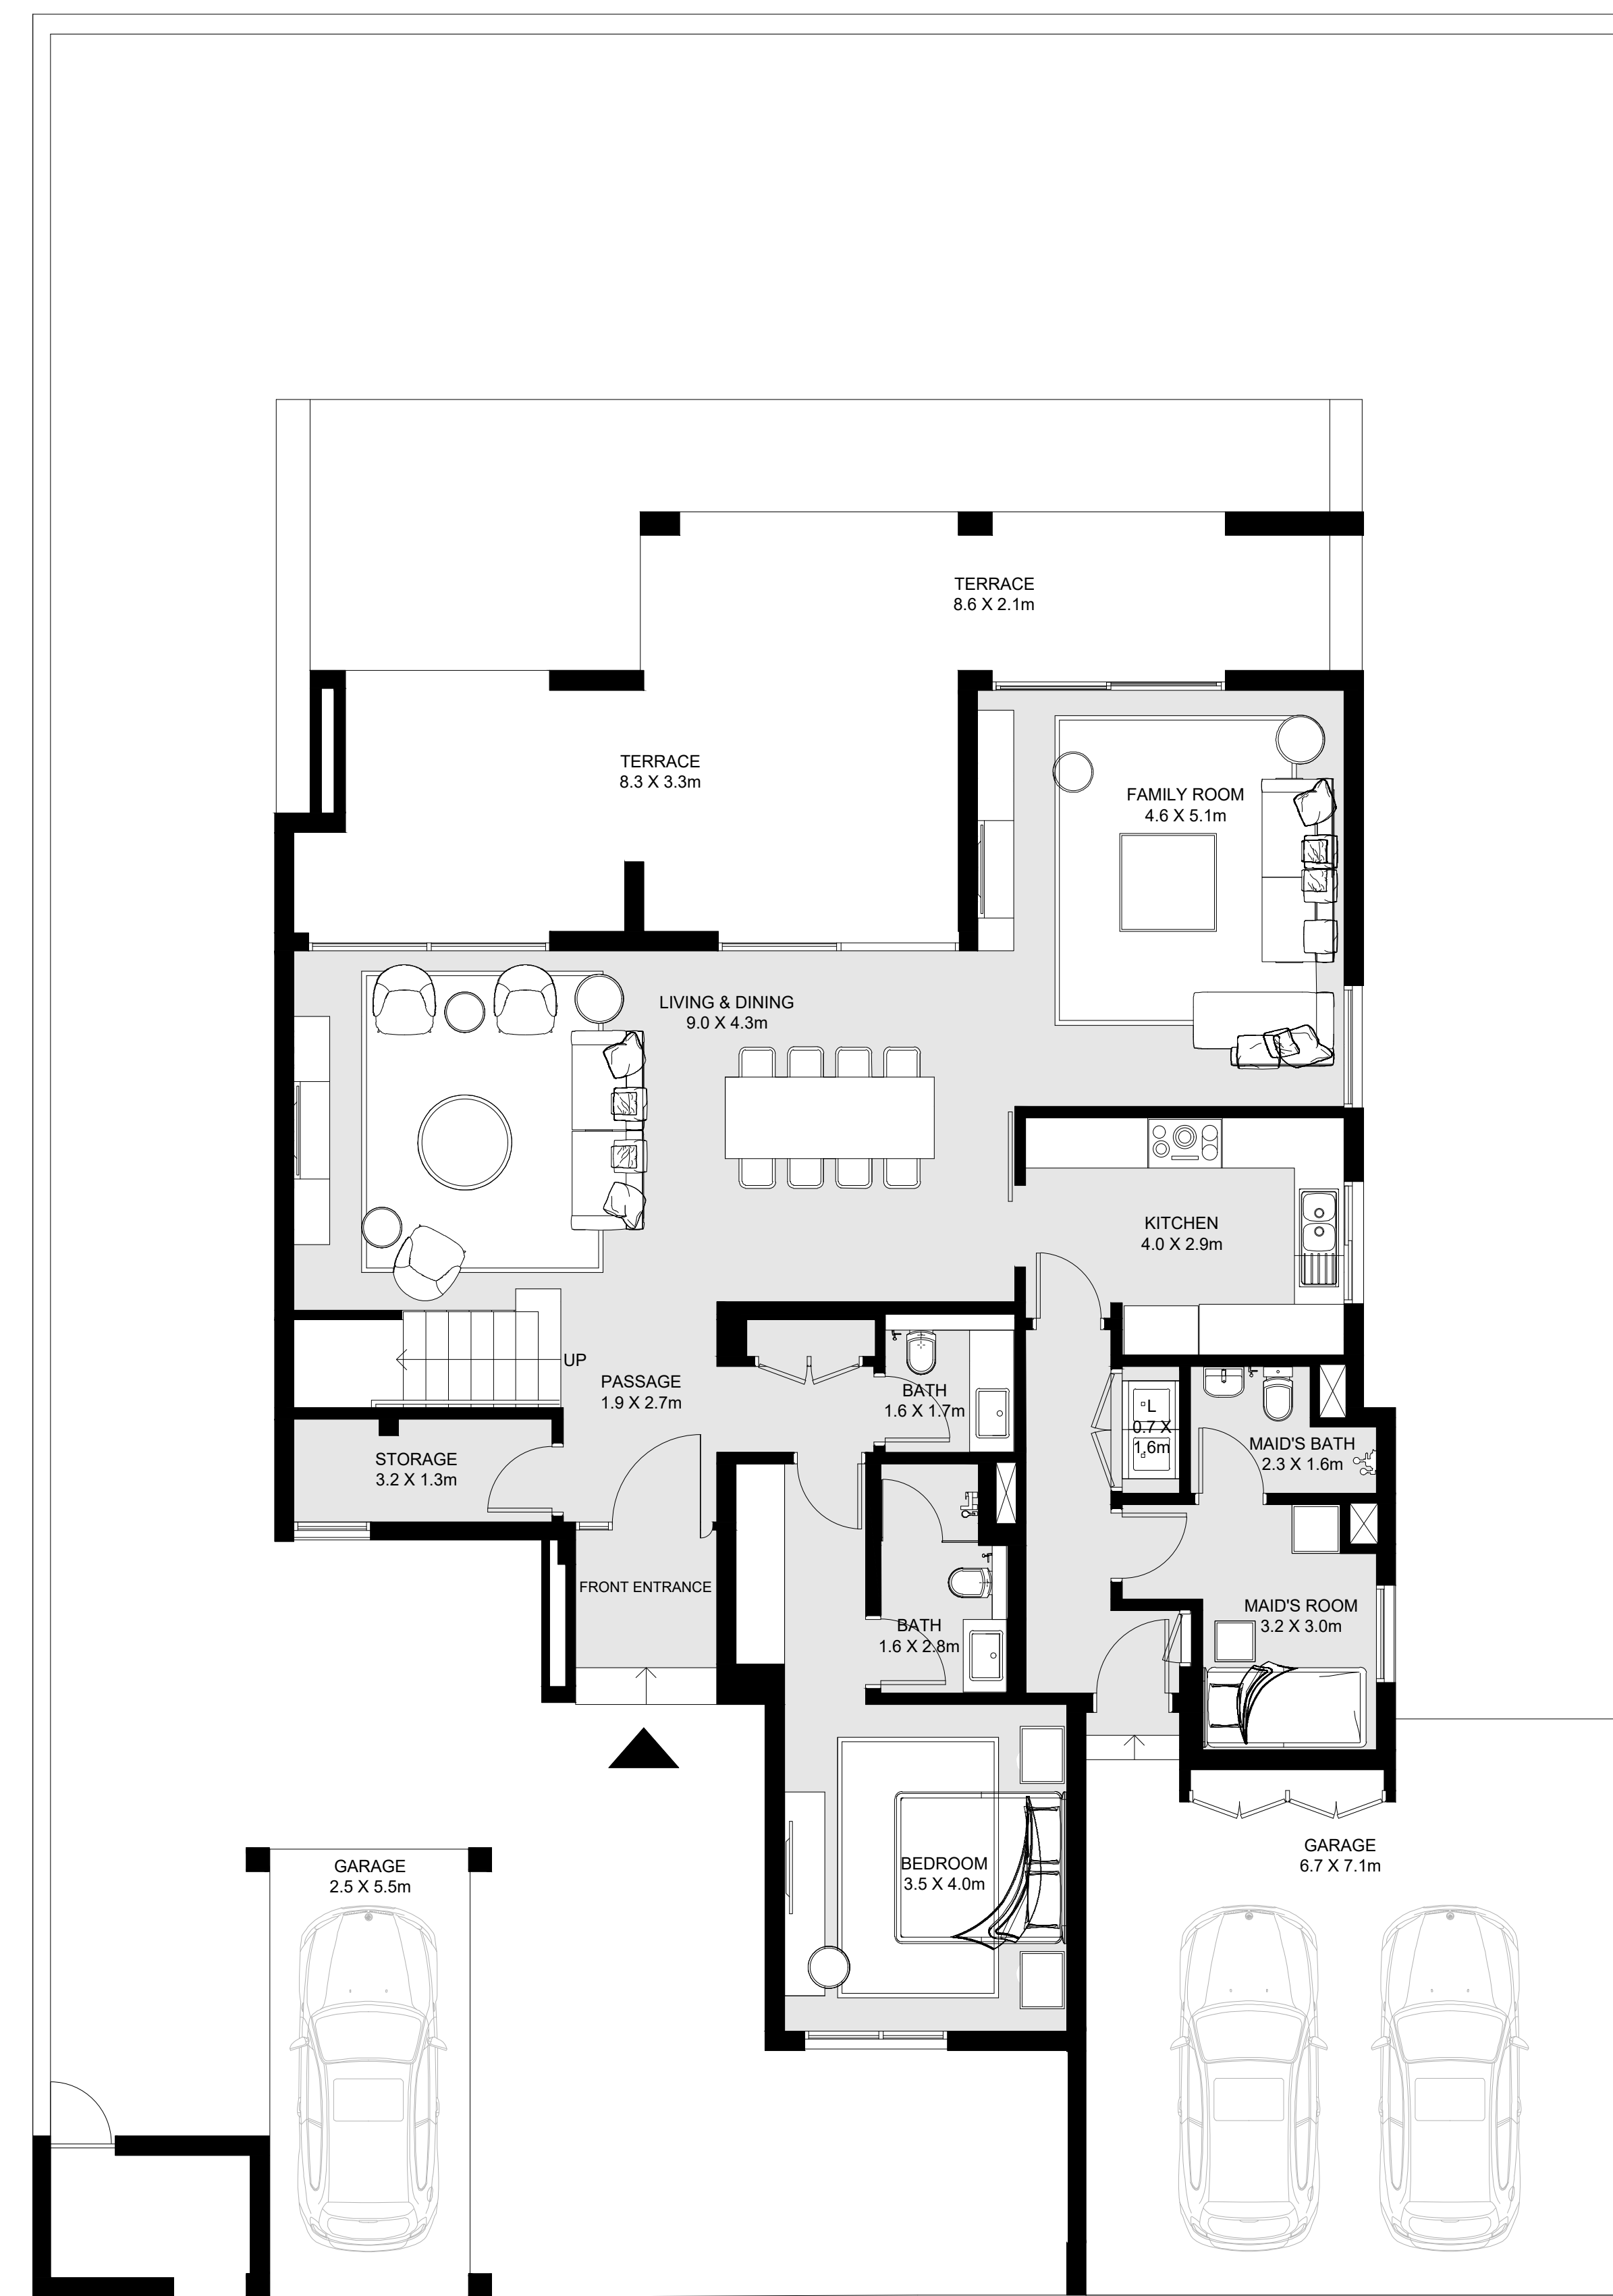 TERRACE
8.6 X 2.1m
TERRACE
8.3 X 3.3m
FAMILY ROOM
4.6 X 5.1m
LIVING & DINING
9.0 X 4.3m
KITCHEN
4.0 X 2.9m
UP
PASSAGE
1.9 X 2.7m
BATH
1.6 X 1.7m
L
0.7 X
1.6m
MAID'S BATH
2.3 X 1.6m
STORAGE
3.2 X 1.3m
FRONT ENTRANCE
BATH
1.6 X 2.8m
MAID'S ROOM
3.2 X 3.0m
BEDROOM
3.5 X 4.0m
GARAGE
6.7 X 7.1m
GARAGE
2.5 X 5.5m